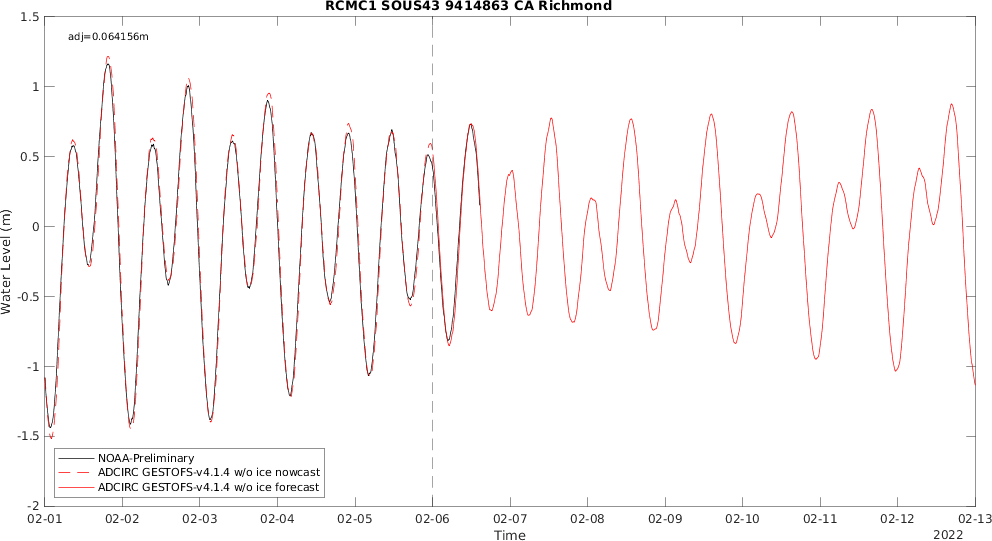 RCMC1 SOUS43 9414863 CA Richmond
adj=0.064156m
1.5
1
0.5
0
-0.5
-1
-1.5
-2
Water Level (m)
NOAA-Preliminary
ADCIRC GESTOFS-v4.1.4 w/o ice nowcast
ADCIRC GESTOFS-v4.1.4 w/o ice forecast
02-01 02-02 02-03 02-04 02-05 02-06 02-07 02-08 02-09 02-10 02-11 02-12 02-13
Time
2022